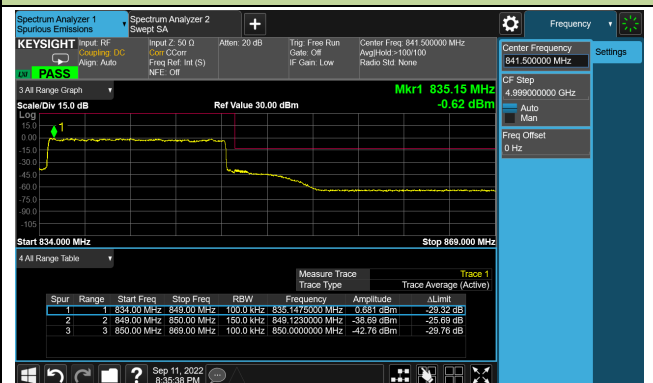 Spectrum Analyzer 1
Spurious Emissions
Spectrum Analyzer 2
Swept SA
Frequency
KEYSIGHT
Input: RF
Coupling: DC
Align: Auto
Input Z: 50 Ω
Corr CCorr
Freq Ref: Int (S)
NFE: Off
Atten: 20 dB
Trig: Free Run
Gate: Off
IF Gain: Low
Center Freq: 841.500000 MHz
Avg|Hold:>100/100
Radio Std: None
PASS
Center Frequency
841.500000 MHz
Settings
CF Step
4.999000000 GHz
Auto
Man
Freq Offset
0 Hz
3 All Range Graph
Mkr1 835.15 MHz
Scale/Div 15.0 dB
Ref Value 30.00 dBm
-0.62 dBm
Log
15.0
0.00
-15.0
-30.0
-45.0
-60.0
-75.0
-90.0
-105
1
Start 834.000 MHz
Stop 869.000 MHz
4 All Range Table
Measure Trace Trace 1
Trace Type Trace Average (Active)
Spur Range Start Freq Stop Freq RBW Frequency Amplitude ΔLimit
1 1 834.00 MHz 849.00 MHz 100.0 kHz 835.1475000 MHz 0.681 dBm -29.32 dB
2 2 849.00 MHz 850.00 MHz 150.0 kHz 849.1230000 MHz -38.69 dBm -25.69 dB
3 3 850.00 MHz 869.00 MHz 100.0 kHz 850.0000000 MHz -42.76 dBm -29.76 dB
?
Sep 11, 2022
8:35:38 PM